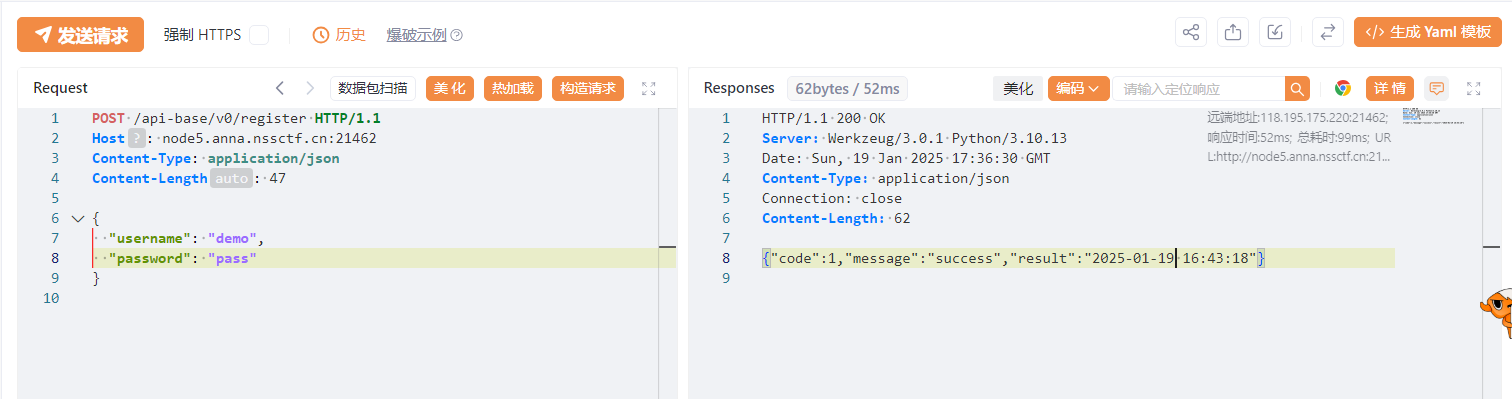 发送请求 强制 HTTPS 历史 爆破示例 生成 Yaml 模板
Request 数据包扫描 美化 热加载 构造请求
Responses 62bytes / 52ms 美化 编码 请输入定位响应 详情
1 POST /api-base/v0/register HTTP/1.1
2 Host ? : node5.anna.nssctf.cn:21462
3 Content-Type: application/json
4 Content-Length auto : 47
5
6 {
7 "username": "demo",
8 "password": "pass"
9 }
10
1 HTTP/1.1 200 OK
2 Server: Werkzeug/3.0.1 Python/3.10.13
3 Date: Sun, 19 Jan 2025 17:36:30 GMT
4 Content-Type: application/json
5 Connection: close
6 Content-Length: 62
7
8 {"code":1,"message":"success","result":"2025-01-19 16:43:18"}
9
远端地址:118.195.175.220:21462;
响应时间:52ms; 总耗时:99ms; UR
L:http://node5.anna.nssctf.cn:21...